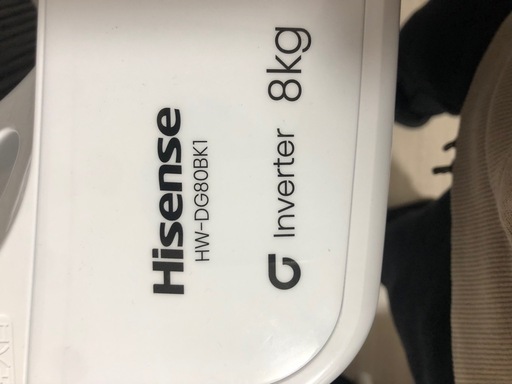 Hisense
HW-DG80BK1
Inverter 8kg